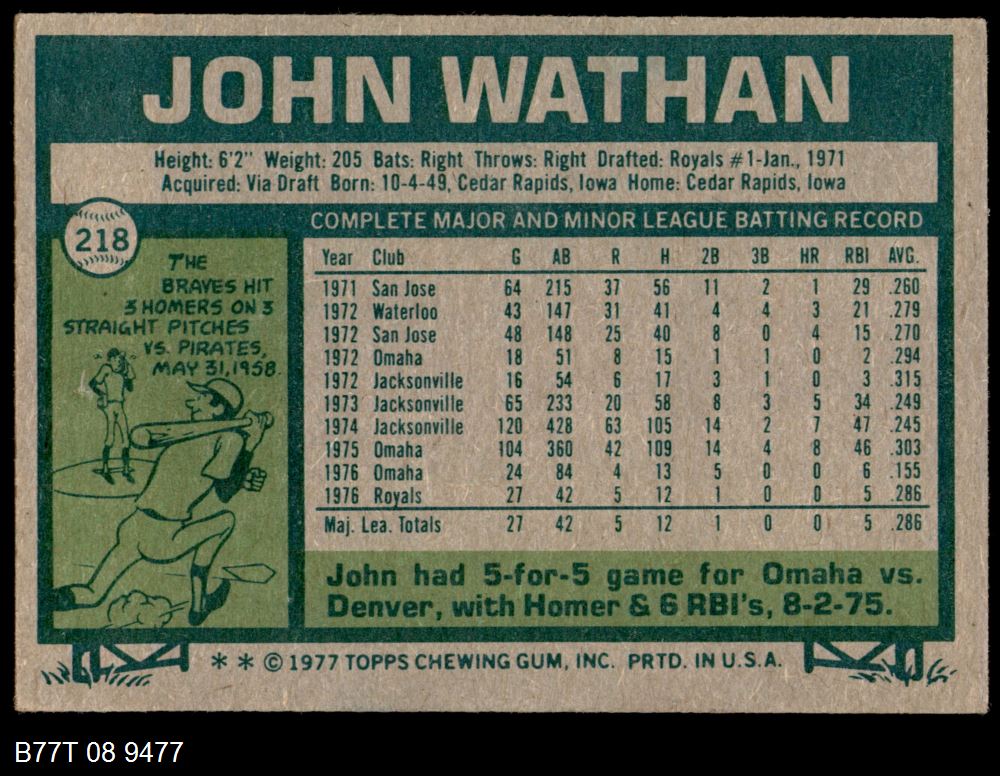 JOHN WATHAN
Height: 6'2" Weight: 205 Bats: Right Throws: Right Drafted: Royals #1-Jan., 1971
Acquired: Via Draft Born: 10-4-49, Cedar Rapids, Iowa Home: Cedar Rapids, Iowa
218
THE
BRAVES HIT
3 HOMERS ON 3
STRAIGHT PITCHES
VS. PIRATES,
MAY 31, 1958.
COMPLETE MAJOR AND MINOR LEAGUE BATTING RECORD
Year Club G AB R H 2B 3B HR RBI AVG.
1971 San Jose 64 215 37 56 11 2 1 29 .260
1972 Waterloo 43 147 31 41 4 4 3 21 .279
1972 San Jose 48 148 25 40 8 0 4 15 .270
1972 Omaha 18 51 8 15 1 1 0 2 .294
1972 Jacksonville 16 54 6 17 3 1 0 3 .315
1973 Jacksonville 65 233 20 58 8 3 5 34 .249
1974 Jacksonville 120 428 63 105 14 2 7 47 .245
1975 Omaha 104 360 42 109 14 4 8 46 .303
1976 Omaha 24 84 4 13 5 0 0 6 .155
1976 Royals 27 42 5 12 1 0 0 5 .286
Maj. Lea. Totals 27 42 5 12 1 0 0 5 .286
John had 5-for-5 game for Omaha vs.
Denver, with Homer & 6 RBI's, 8-2-75.
* * © 1977 TOPPS CHEWING GUM, INC. PRTD. IN U.S.A.
B77T 08 9477